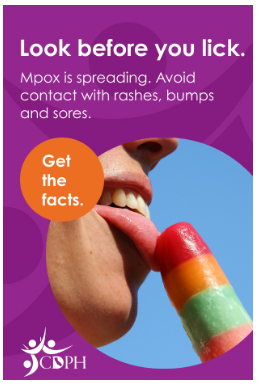 Look before you lick.
Mpox is spreading. Avoid
contact with rashes, bumps
and sores.
Get
the
facts.
CDPH